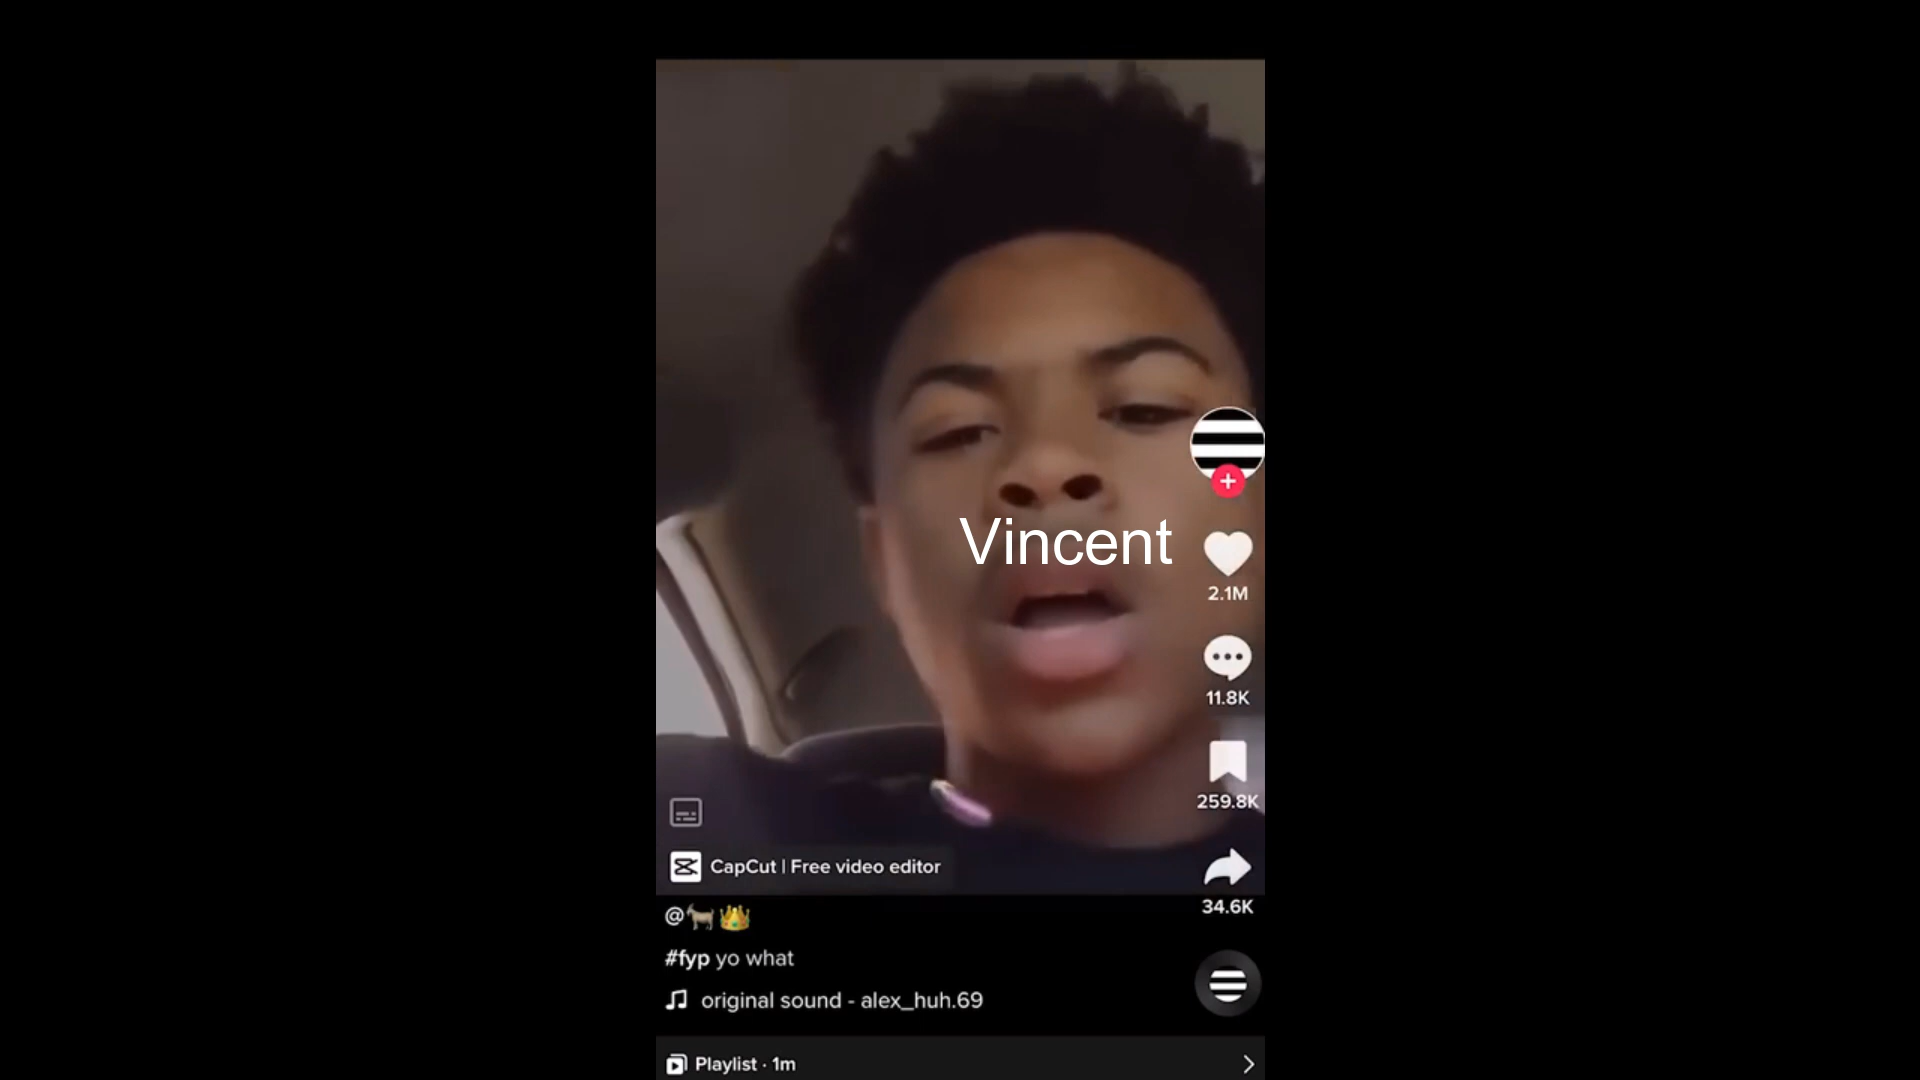 Vincent
2.1M
11.8K
259.8K
CapCut | Free video editor
34.6K
@🐐👑
#fyp yo what
original sound - alex_huh.69
Playlist · 1m